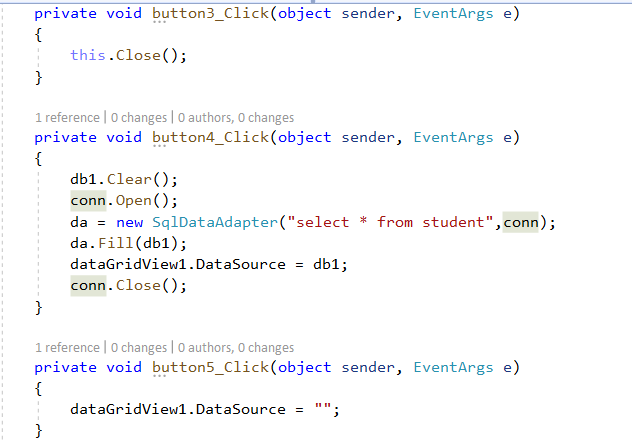 private void button3_Click(object sender, EventArgs e)
{
this.Close();
}
1 reference | 0 changes | 0 authors, 0 changes
private void button4_Click(object sender, EventArgs e)
{
db1.Clear();
conn.Open();
da = new SqlDataAdapter("select * from student",conn);
da.Fill(db1);
dataGridView1.DataSource = db1;
conn.Close();
}
1 reference | 0 changes | 0 authors, 0 changes
private void button5_Click(object sender, EventArgs e)
{
dataGridView1.DataSource = "";
}